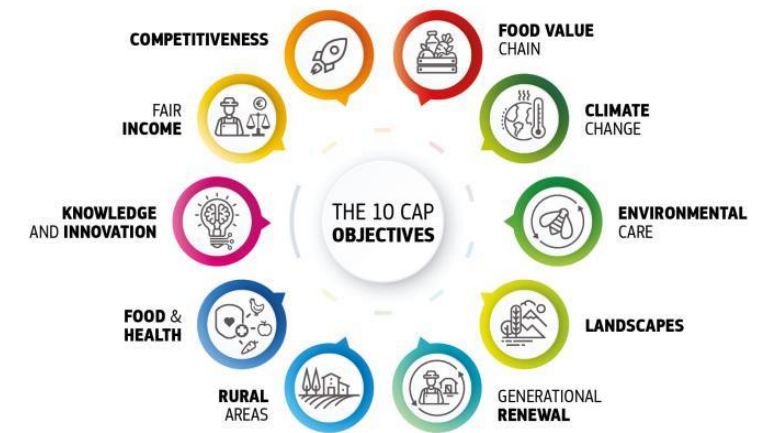 COMPETITIVENESS
FOOD VALUE
CHAIN
FAIR
INCOME
CLIMATE
CHANGE
KNOWLEDGE
AND INNOVATION
THE 10 CAP
OBJECTIVES
ENVIRONMENTAL
CARE
FOOD &
HEALTH
LANDSCAPES
RURAL
AREAS
GENERATIONAL
RENEWAL